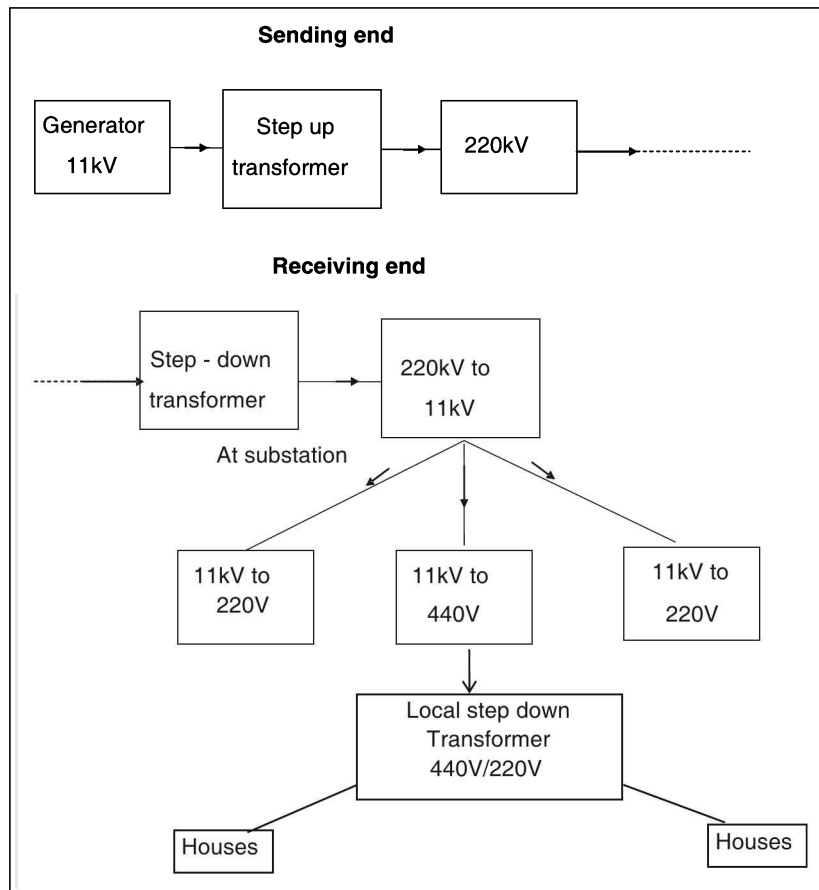 Sending end
Generator
11kV
Step up
transformer
220kV
Receiving end
Step - down
transformer
220kV to
11kV
At substation
11kV to
220V
11kV to
440V
11kV to
220V
Local step down
Transformer
440V/220V
Houses
Houses